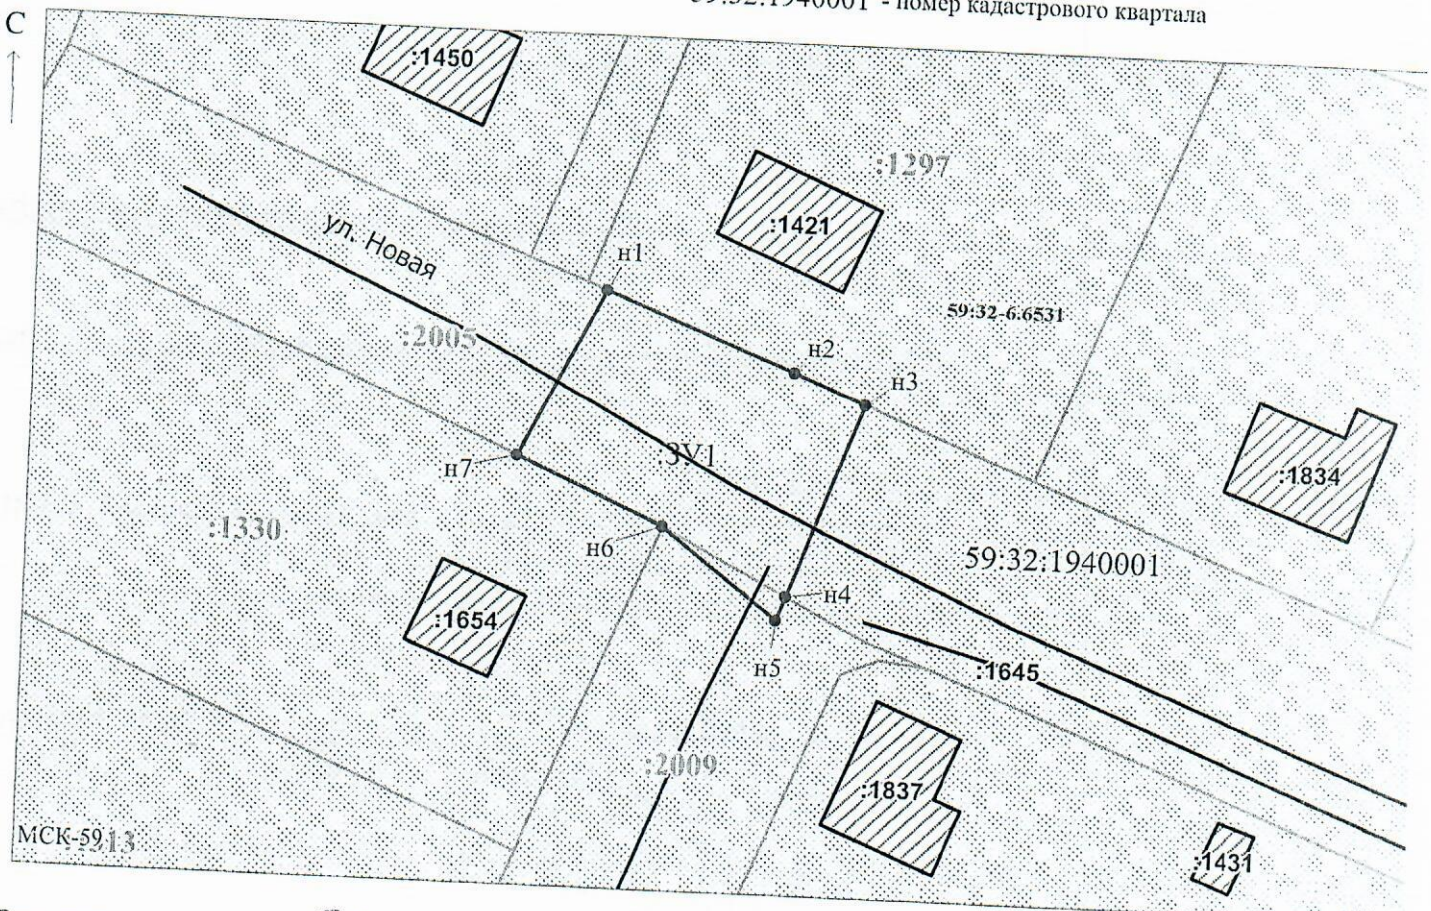 59:32:1940001 - номер кадастрового квартала
С
:1450
:1297
:1421
ул. Новая
н1
59:32-6.6531
:2005
н2
н3
:ЗУ1
н7
:1834
:1330
н6
59:32:1940001
н4
:1654
н5
:1645
:2009
:1837
МСК-59
:1431